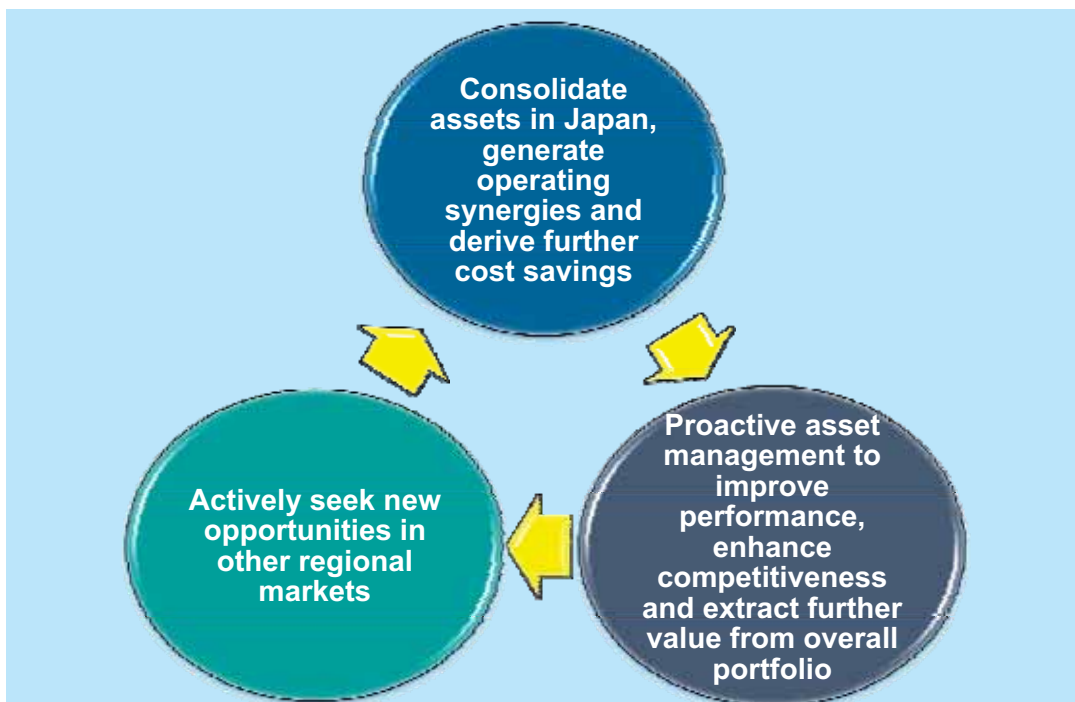 Consolidate
assets in Japan,
generate
operating
synergies and
derive further
cost savings
Proactive asset
management to
improve
performance,
enhance
competitiveness
and extract further
value from overall
portfolio
Actively seek new
opportunities in
other regional
markets